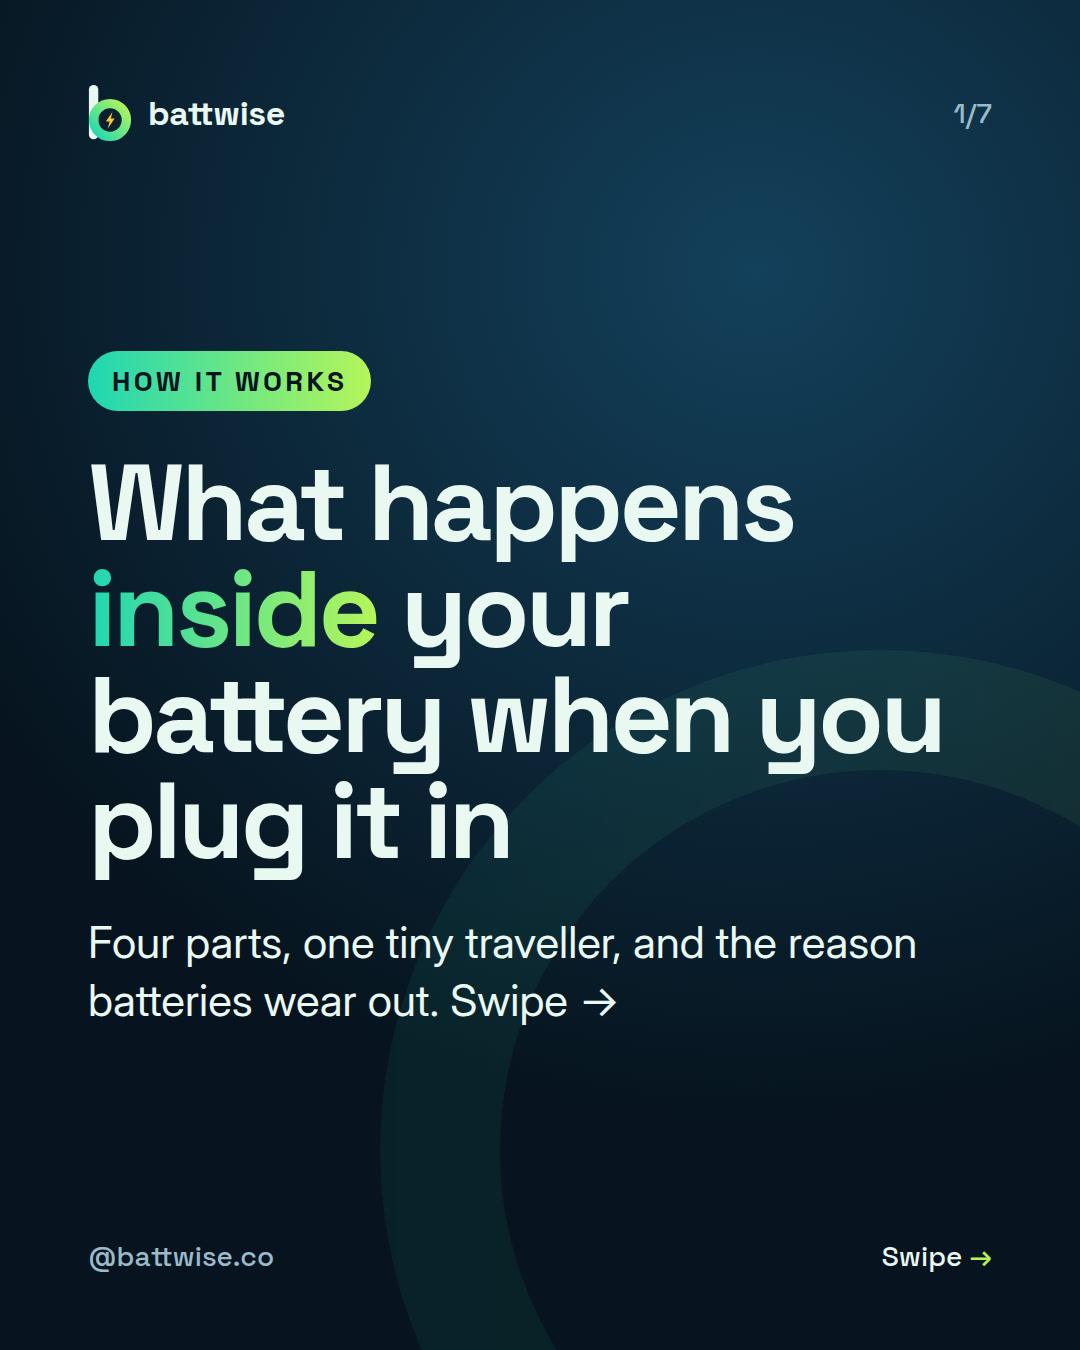 battwise
1/7
HOW IT WORKS
What happens
inside your
battery when you
plug it in
Four parts, one tiny traveller, and the reason
batteries wear out. Swipe →
@battwise.co
Swipe →